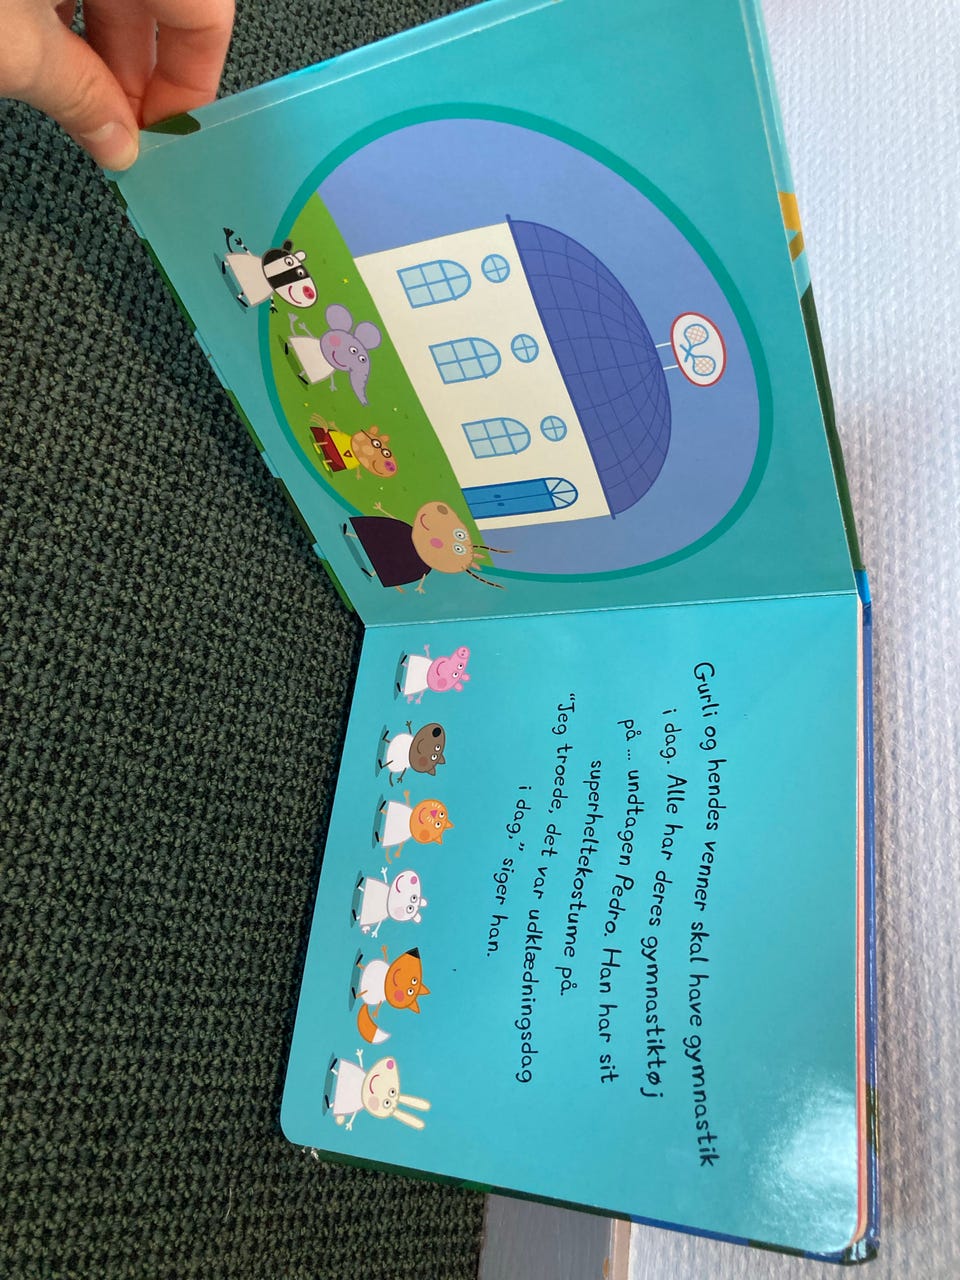 Gurli og hendes venner skal have gymnastik
i dag. Alle har deres gymnastiktøj
på... undtagen Pedro. Han har sit
superheltekostume på.
“Jeg troede, det var udklædningsdag
i dag,” siger han.